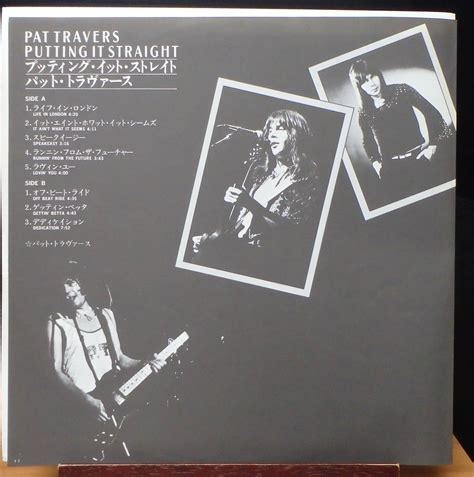 PAT TRAVERS
PUTTING IT STRAIGHT
プッティング・イット・ストレイト
パット・トラヴァース
SIDE A
1. ライフ・イン・ロンドン
LIFE IN LONDON 4:20
2. イット・エイント・ホワット・イット・シームズ
IT AIN'T WHAT IT SEEMS 4:11
3. スピークイージー
SPEAKEASY 3:16
4. ランニン・フロム・ザ・フューチャー
RUNNIN' FROM THE FUTURE 3:43
5. ラヴィン・ユー
LOVIN' YOU 4:00
SIDE B
1. オフ・ビート・ライド
OFF BEAT RIDE 4:35
2. ゲッティン・ベッタ
GETTIN' BETTA 4:43
3. デディケイション
DEDICATION 7:52
☆パット・トラヴァース